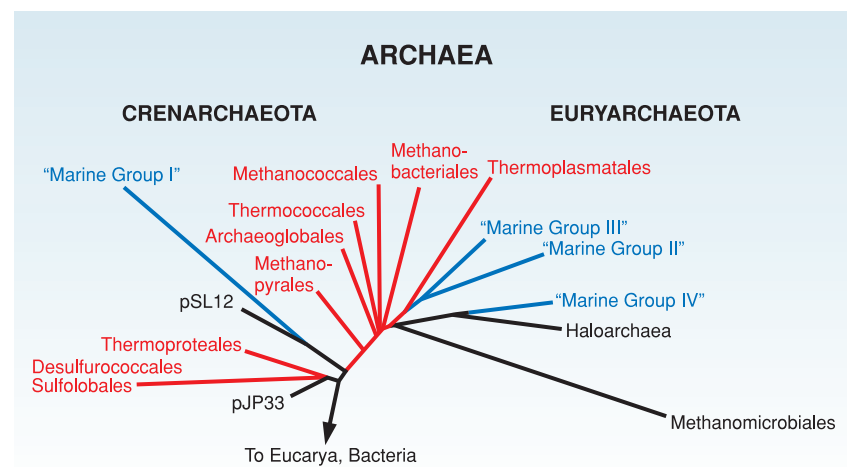 ARCHAEA
CRENARCHAEOTA
EURYARCHAEOTA
“Marine Group I”
Methanococcales
Methano-
bacteriales
Thermoplasmatales
Thermococcales
Archaeoglobales
Methano-
pyrales
“Marine Group III”
“Marine Group II”
pSL12
“Marine Group IV”
Haloarchaea
Thermoproteales
Desulfurococcales
Sulfolobales
pJP33
Methanomicrobiales
To Eucarya, Bacteria